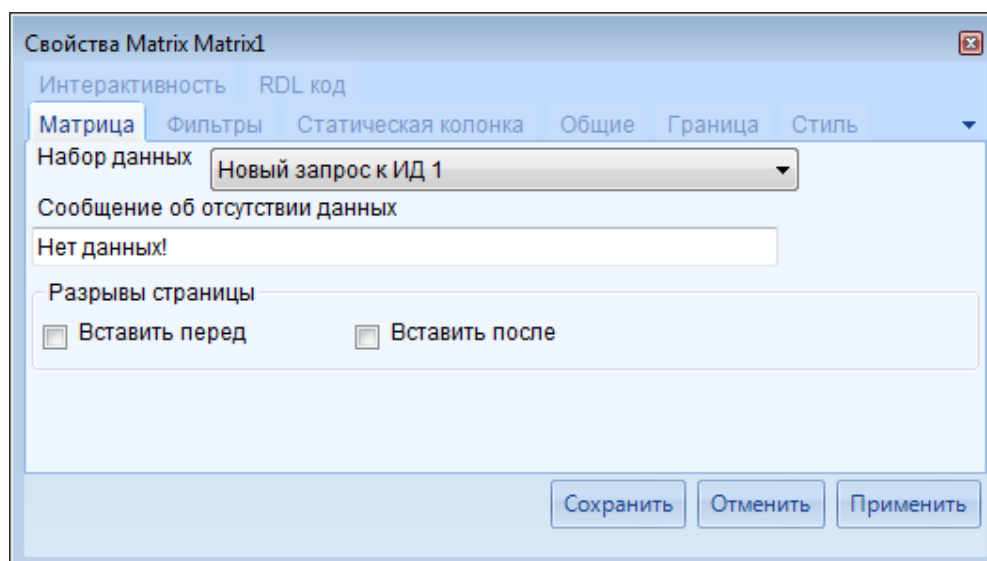 Свойства Matrix Matrix1
Интерактивность RDL код
Матрица Фильтры Статическая колонка Общие Граница Стиль
Набор данных Новый запрос к ИД 1
Сообщение об отсутствии данных
Нет данных!
Разрывы страницы
Вставить перед Вставить после
Сохранить Отменить Применить